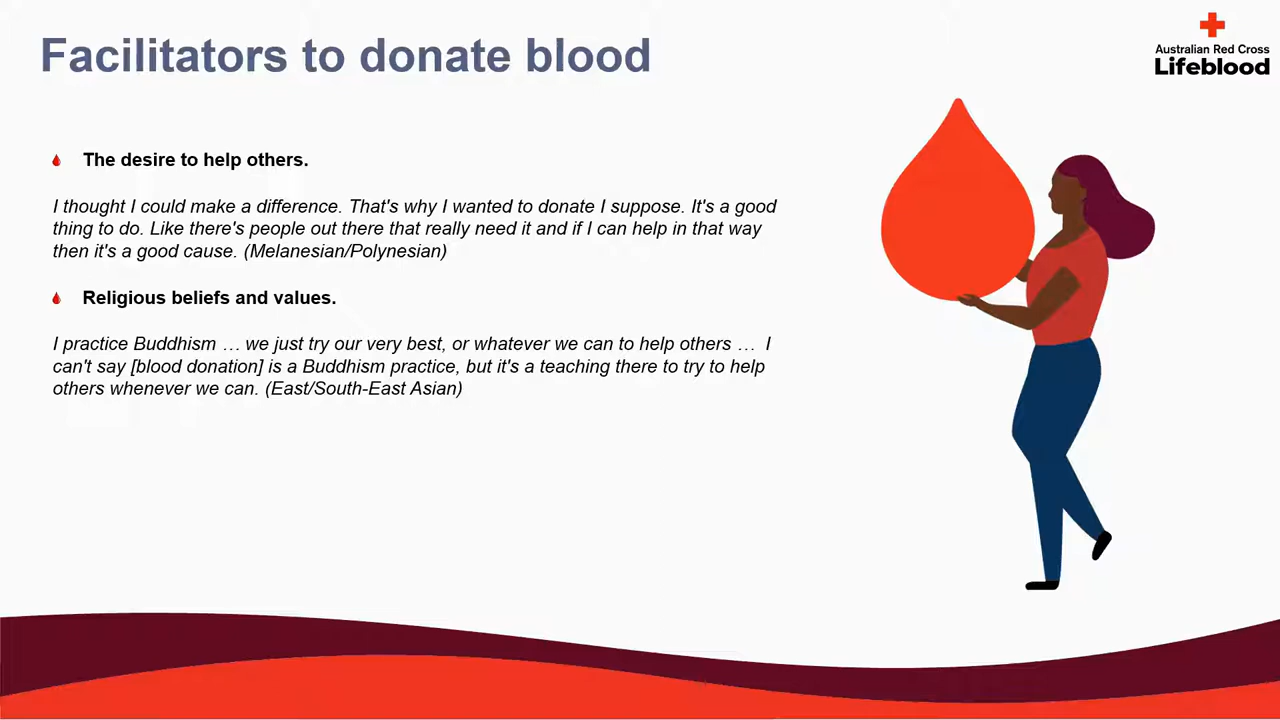 Facilitators to donate blood
Australian Red Cross
Lifeblood
The desire to help others.
I thought I could make a difference. That's why I wanted to donate I suppose. It's a good
thing to do. Like there's people out there that really need it and if I can help in that way
then it's a good cause. (Melanesian/Polynesian)
Religious beliefs and values.
I practice Buddhism … we just try our very best, or whatever we can to help others … I
can't say [blood donation] is a Buddhism practice, but it's a teaching there to try to help
others whenever we can. (East/South-East Asian)